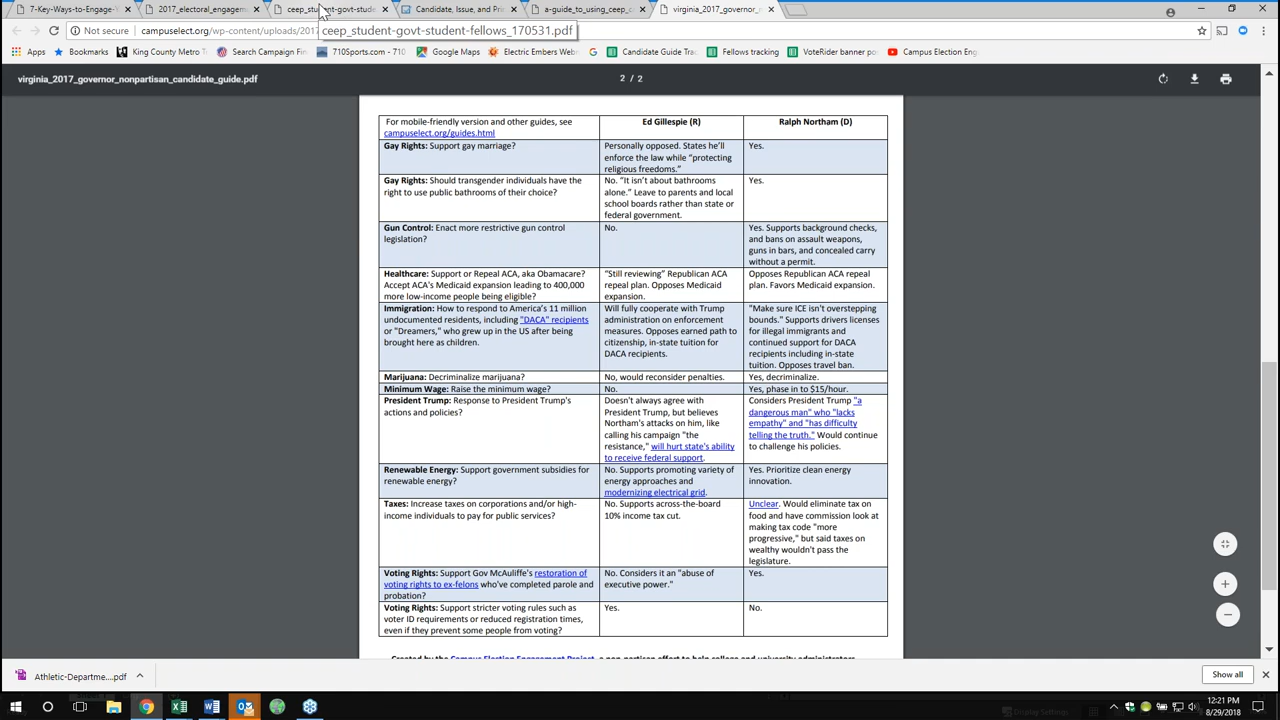 7-Key-Ways-to-Engage-V
2017_electoral_engagem
ceep_student-govt-stude
Candidate, Issue, and Pri
a-guide_to_using_ceep_c
virginia_2017_governor_n
Not secure
campuselect.org/wp-content/uploads/2017
ceep_student-govt-student-fellows_170531.pdf
Apps
King County Metro
Search Campaign Fin
710Sports.com - 710
Google Maps
Electric Embers Web
Candidate Guide Trac
Fellows tracking
VoteRider banner po
Campus Election Eng
virginia_2017_governor_nonpartisan_candidate_guide.pdf
2 / 2
For mobile-friendly version and other guides, see
campuselect.org/guides.html
Ed Gillespie (R)
Ralph Northam (D)
Gay Rights: Support gay marriage?
Personally opposed. States he'll
enforce the law while "protecting
religious freedoms."
Yes.
Gay Rights: Should transgender individuals have the
right to use public bathrooms of their choice?
No. "It isn't about bathrooms
alone." Leave to parents and local
school boards rather than state or
federal government.
Yes.
Gun Control: Enact more restrictive gun control
legislation?
No.
Yes. Supports background checks,
and bans on assault weapons,
guns in bars, and concealed carry
without a permit.
Healthcare: Support or Repeal ACA, aka Obamacare?
Accept ACA's Medicaid expansion leading to 400,000
more low-income people being eligible?
"Still reviewing" Republican ACA
repeal plan. Opposes Medicaid
expansion.
Opposes Republican ACA repeal
plan. Favors Medicaid expansion.
Immigration: How to respond to America's 11 million
undocumented residents, including "DACA" recipients
or "Dreamers," who grew up in the US after being
brought here as children.
Will fully cooperate with Trump
administration on enforcement
measures. Opposes earned path to
citizenship, in-state tuition for
DACA recipients.
"Make sure ICE isn't overstepping
bounds." Supports drivers licenses
for illegal immigrants and
continued support for DACA
recipients including in-state
tuition. Opposes travel ban.
Marijuana: Decriminalize marijuana?
No, would reconsider penalties.
Yes, decriminalize.
Minimum Wage: Raise the minimum wage?
No.
Yes, phase in to $15/hour.
President Trump: Response to President Trump's
actions and policies?
Doesn't always agree with
President Trump, but believes
Northam's attacks on him, like
calling his campaign "the
resistance," will hurt state's ability
to receive federal support.
Considers President Trump "a
dangerous man" who "lacks
empathy" and "has difficulty
telling the truth." Would continue
to challenge his policies.
Renewable Energy: Support government subsidies for
renewable energy?
No. Supports promoting variety of
energy approaches and
modernizing electrical grid.
Yes. Prioritize clean energy
innovation.
Taxes: Increase taxes on corporations and/or high-
income individuals to pay for public services?
No. Supports across-the-board
10% income tax cut.
Unclear. Would eliminate tax on
food and have commission look at
making tax code "more
progressive," but said taxes on
wealthy wouldn't pass the
legislature.
Voting Rights: Support Gov McAuliffe's restoration of
voting rights to ex-felons who've completed parole and
probation?
No. Considers it an "abuse of
executive power."
Yes.
Voting Rights: Support stricter voting rules such as
voter ID requirements or reduced registration times,
even if they prevent some people from voting?
Yes.
No.
Created by the Campus Election Engagement Project, a non-partisan effort to help college and university administrators,
Athletic-Departme....pdf
Show all
12:21 PM
8/29/2018